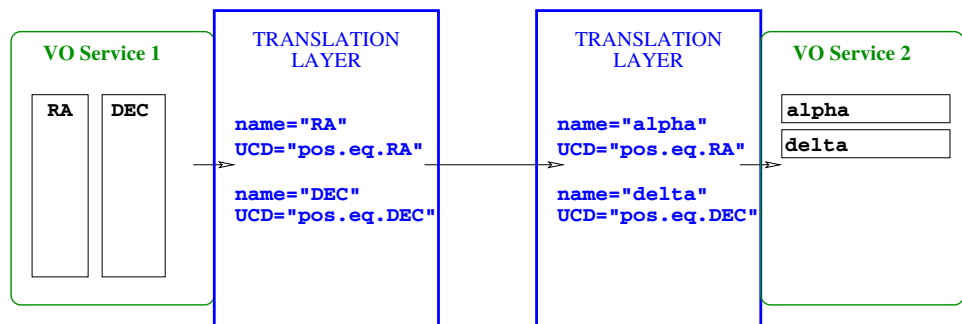 VO Service 1
RA DEC
TRANSLATION
LAYER
name="RA"
UCD="pos.eq.RA"
name="DEC"
UCD="pos.eq.DEC"
TRANSLATION
LAYER
name="alpha"
UCD="pos.eq.RA"
name="delta"
UCD="pos.eq.DEC"
VO Service 2
alpha
delta